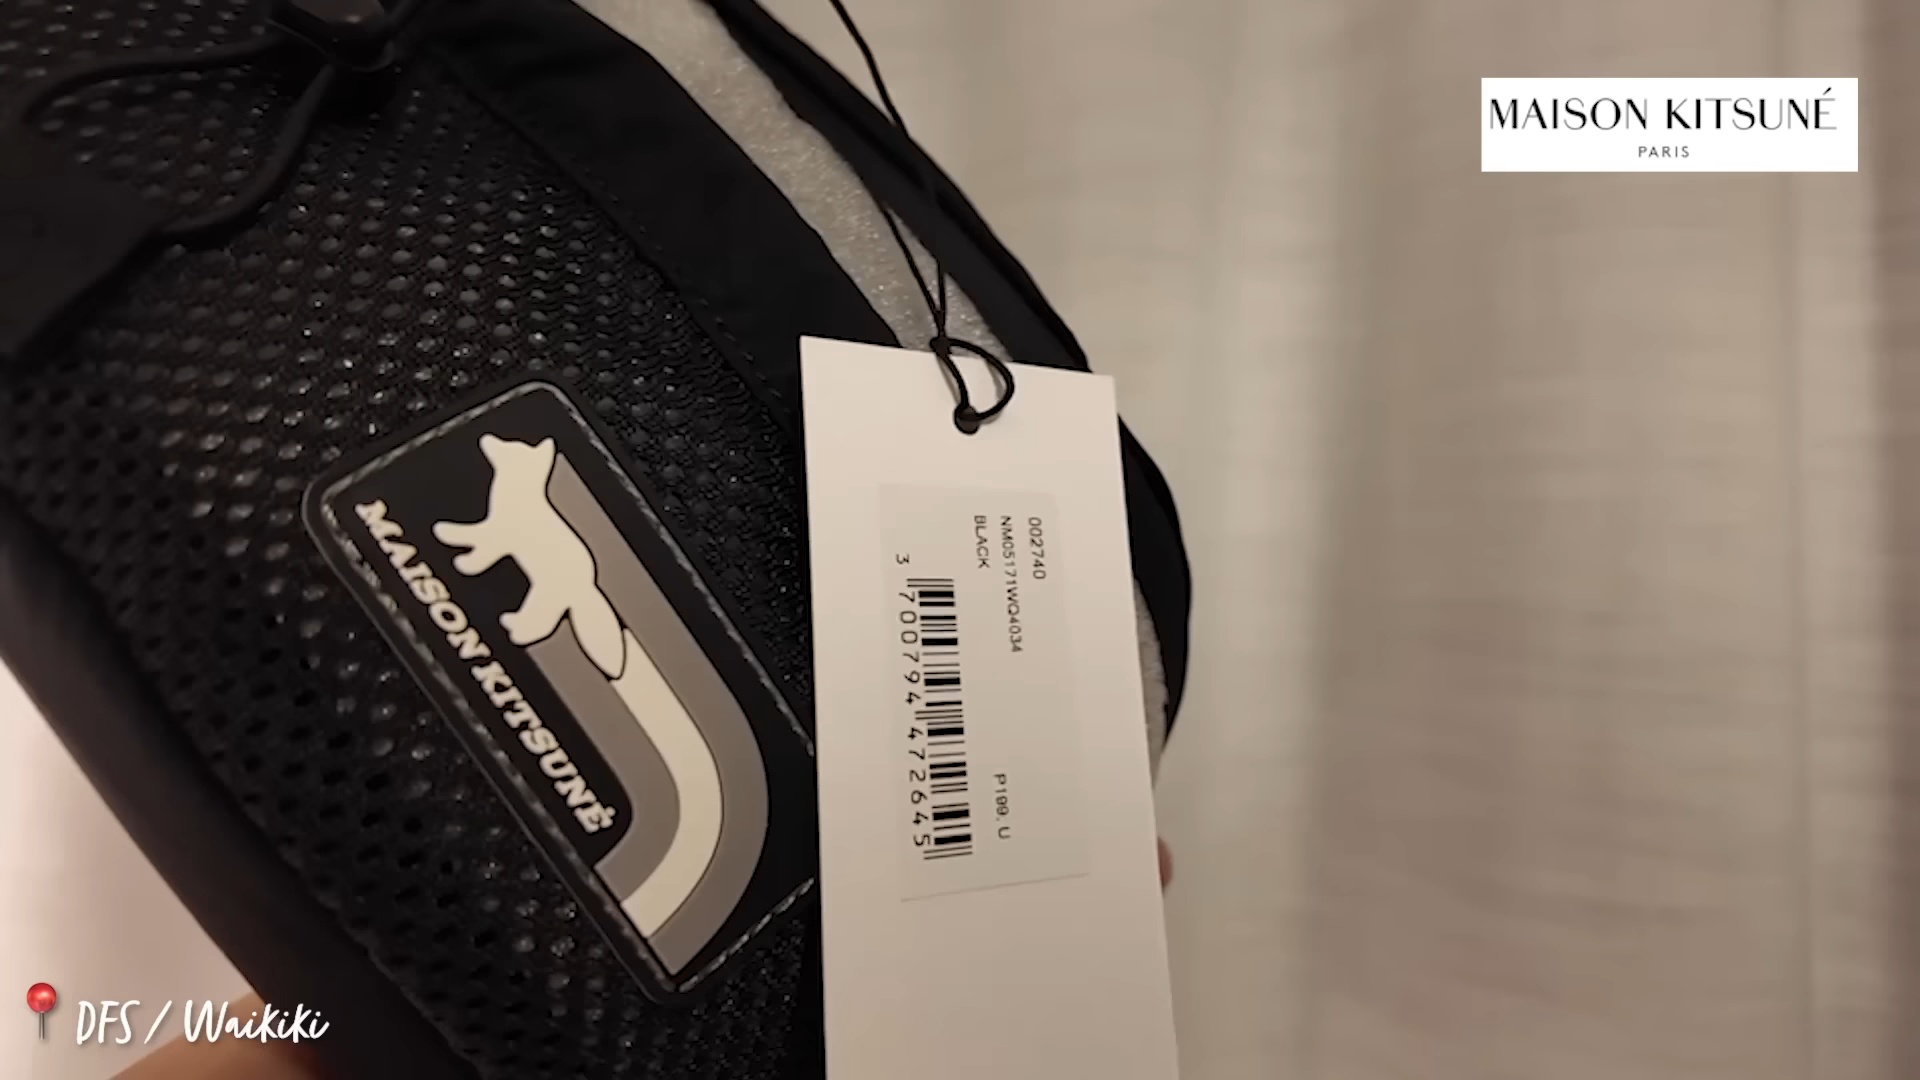 MAISON KITSUNÉ
PARIS
MAISON KITSUNÉ
002740
NM05171WQ4034
BLACK
P199. U
3 700794 472645
DFS / Waikiki